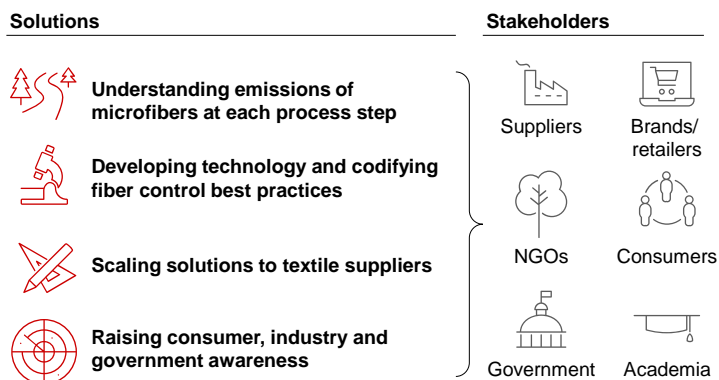 Solutions
Stakeholders
Understanding emissions of
microfibers at each process step
Developing technology and codifying
fiber control best practices
Scaling solutions to textile suppliers
Raising consumer, industry and
government awareness
Suppliers
Brands/
retailers
NGOs
Consumers
Government
Academia